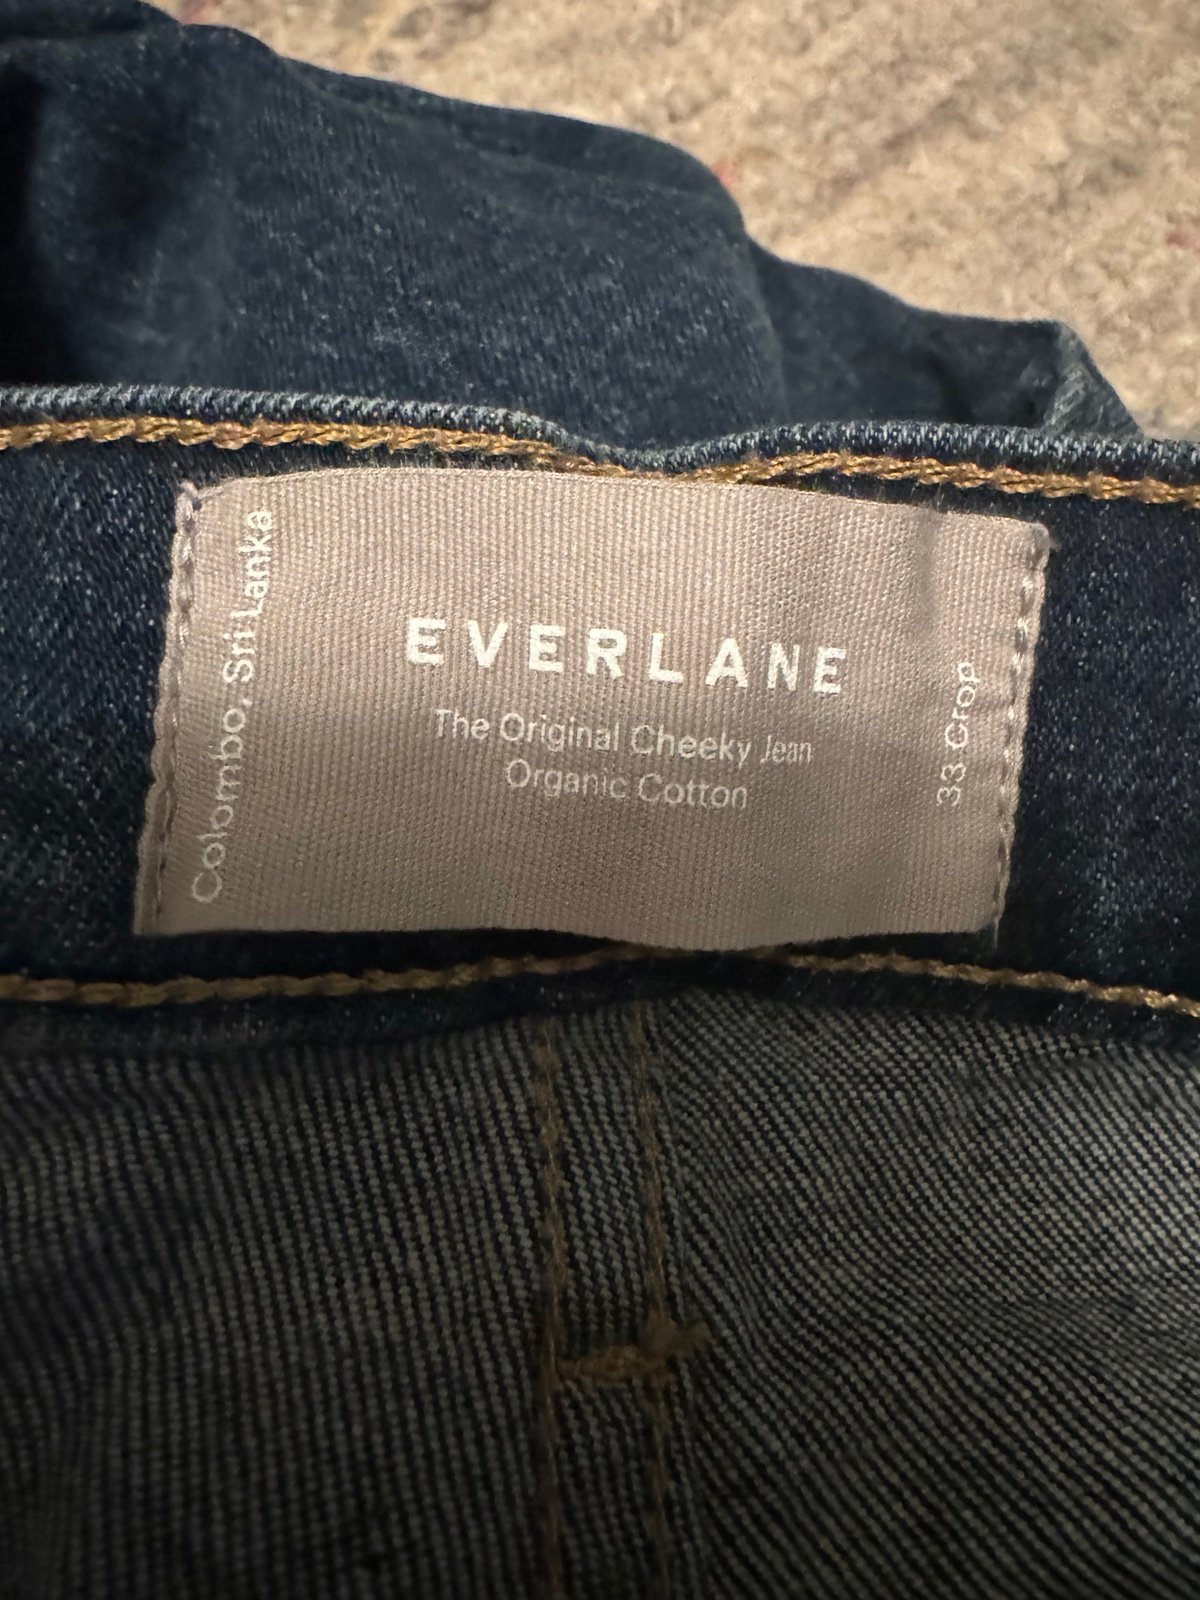 Colombo, Sri Lanka
EVERLANE
The Original Cheeky Jean
Organic Cotton
33 Crop